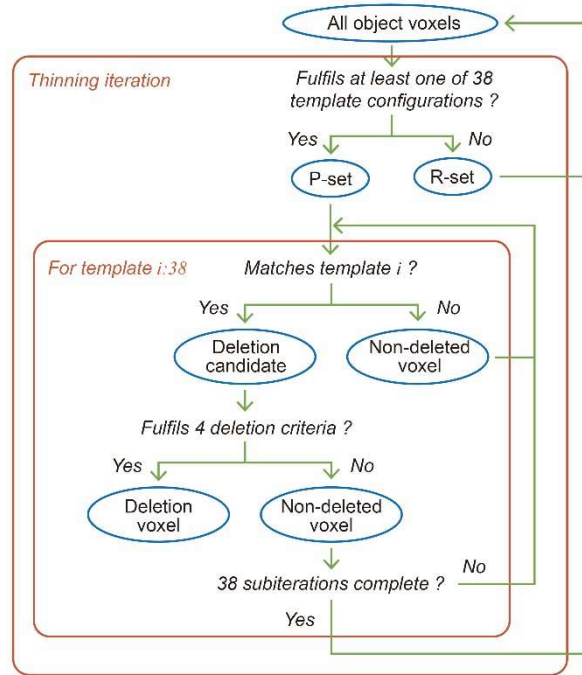 All object voxels
Thinning iteration
Fulfils at least one of 38
template configurations ?
Yes
No
P-set
R-set
For template i:38
Matches template i ?
Yes
No
Deletion
candidate
Non-deleted
voxel
Fulfils 4 deletion criteria ?
Yes
No
Deletion
voxel
Non-deleted
voxel
38 subiterations complete ?
No
Yes